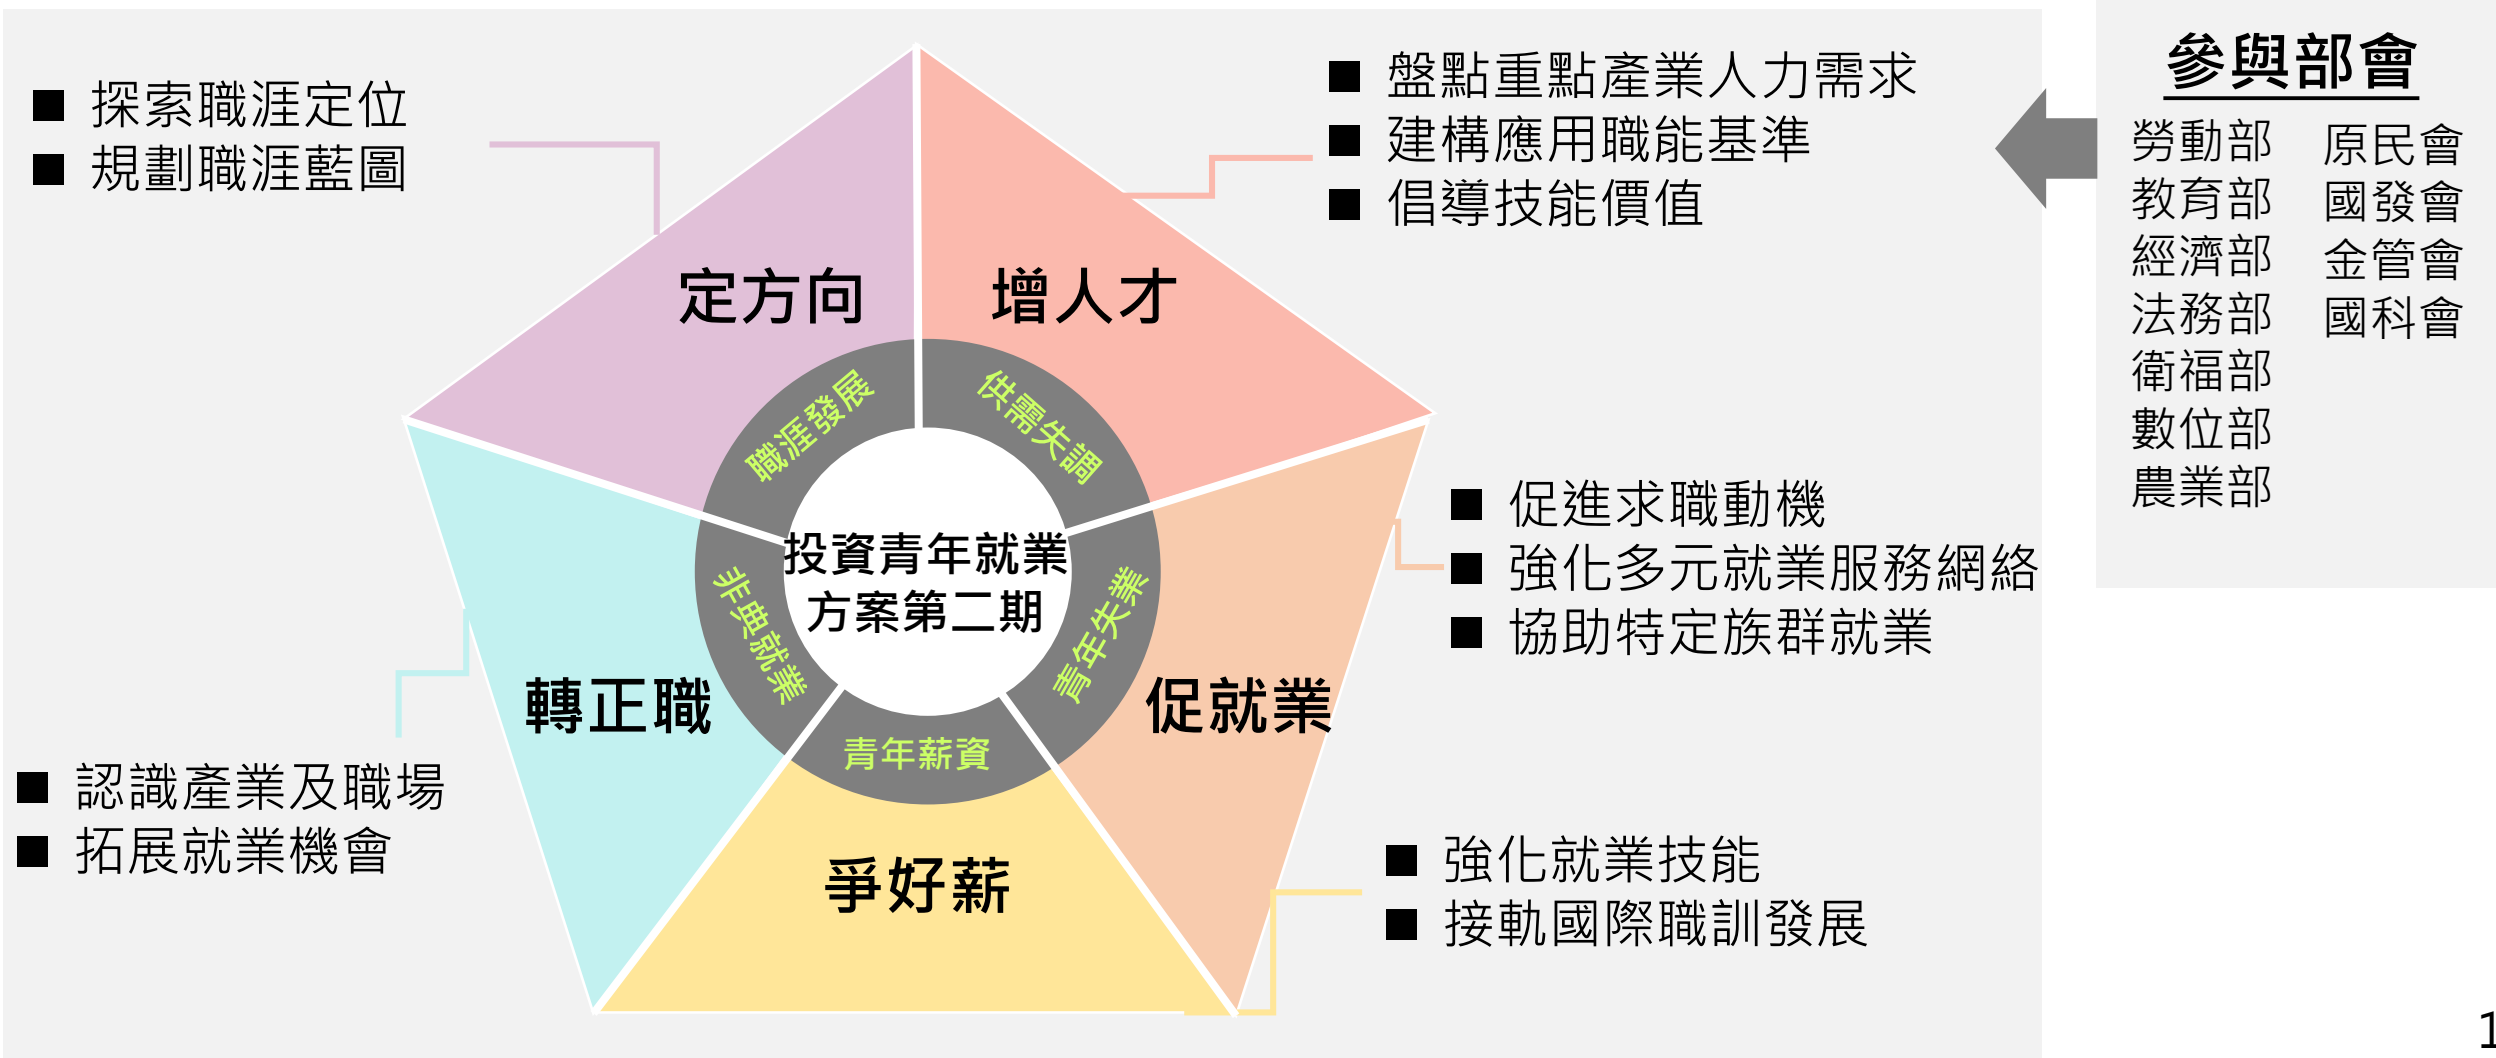 探索職涯定位
規劃職涯藍圖
盤點重點產業人力需求
建構應用職能基準
倡導技能價值
定方向
增人才
職涯發展
供需失調
投資青年就業
方案第二期
非典就業
青年失業
青年薪資
轉正職
促就業
爭好薪
促進求職動機
強化多元就業服務網絡
協助特定族群就業
認識產業及職場
拓展就業機會
強化就業技能
接軌國際職訓發展
參與部會
勞動部 原民會
教育部 國發會
經濟部 金管會
法務部 國科會
衛福部
數位部
農業部
1